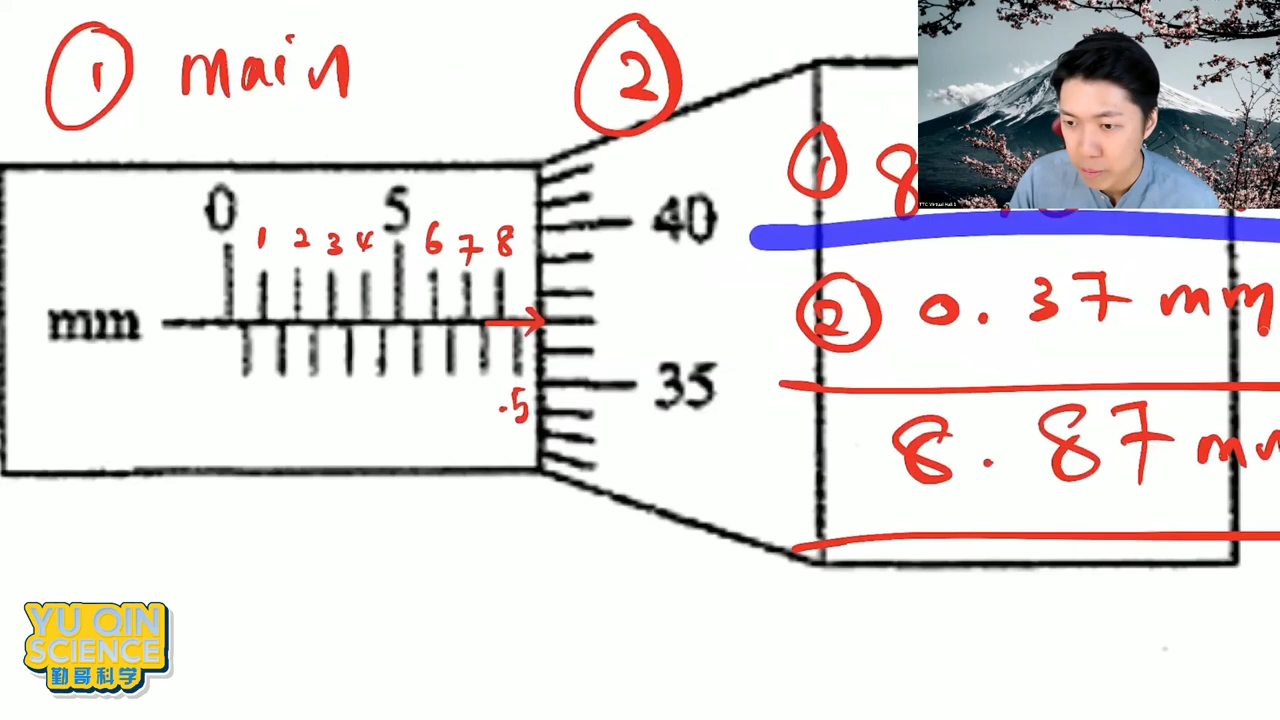 1 main
2
0 5
1 2 3 4 6 7 8
mm
.5
40
35
1 8
2 0.37 mm
8.87 mm
YU QIN
SCIENCE
勤哥科学